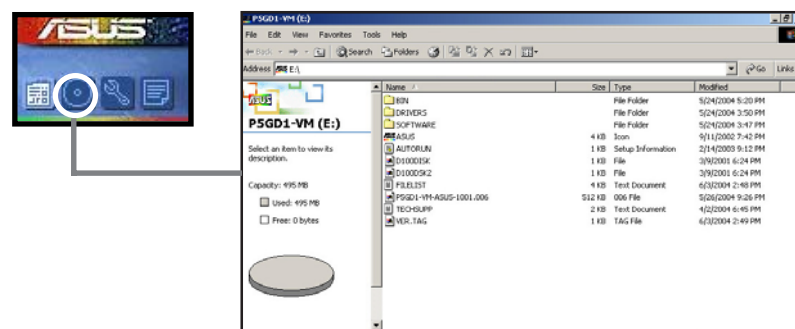 ASUS
P5GD1-VM (E:)
File Edit View Favorites Tools Help
Back Search Folders
Address E:\ Go Links
Name Size Type Modified
ASUS
P5GD1-VM (E:)
Select an item to view its
description.
Capacity: 495 MB
Used: 495 MB
Free: 0 bytes
BIN File Folder 5/24/2004 5:20 PM
DRIVERS File Folder 5/24/2004 3:50 PM
SOFTWARE File Folder 5/24/2004 3:47 PM
ASUS 4 KB Icon 9/11/2002 7:42 PM
AUTORUN 1 KB Setup Information 2/14/2003 9:12 PM
D100DISK 1 KB File 3/9/2001 6:24 PM
D100DSK2 1 KB File 3/9/2001 6:24 PM
FILELIST 4 KB Text Document 6/3/2004 2:48 PM
P5GD1-VM-ASUS-1001.006 512 KB 006 File 5/26/2004 9:26 PM
TECHSUPP 2 KB Text Document 4/2/2004 6:45 PM
VER.TAG 1 KB TAG File 6/3/2004 2:49 PM